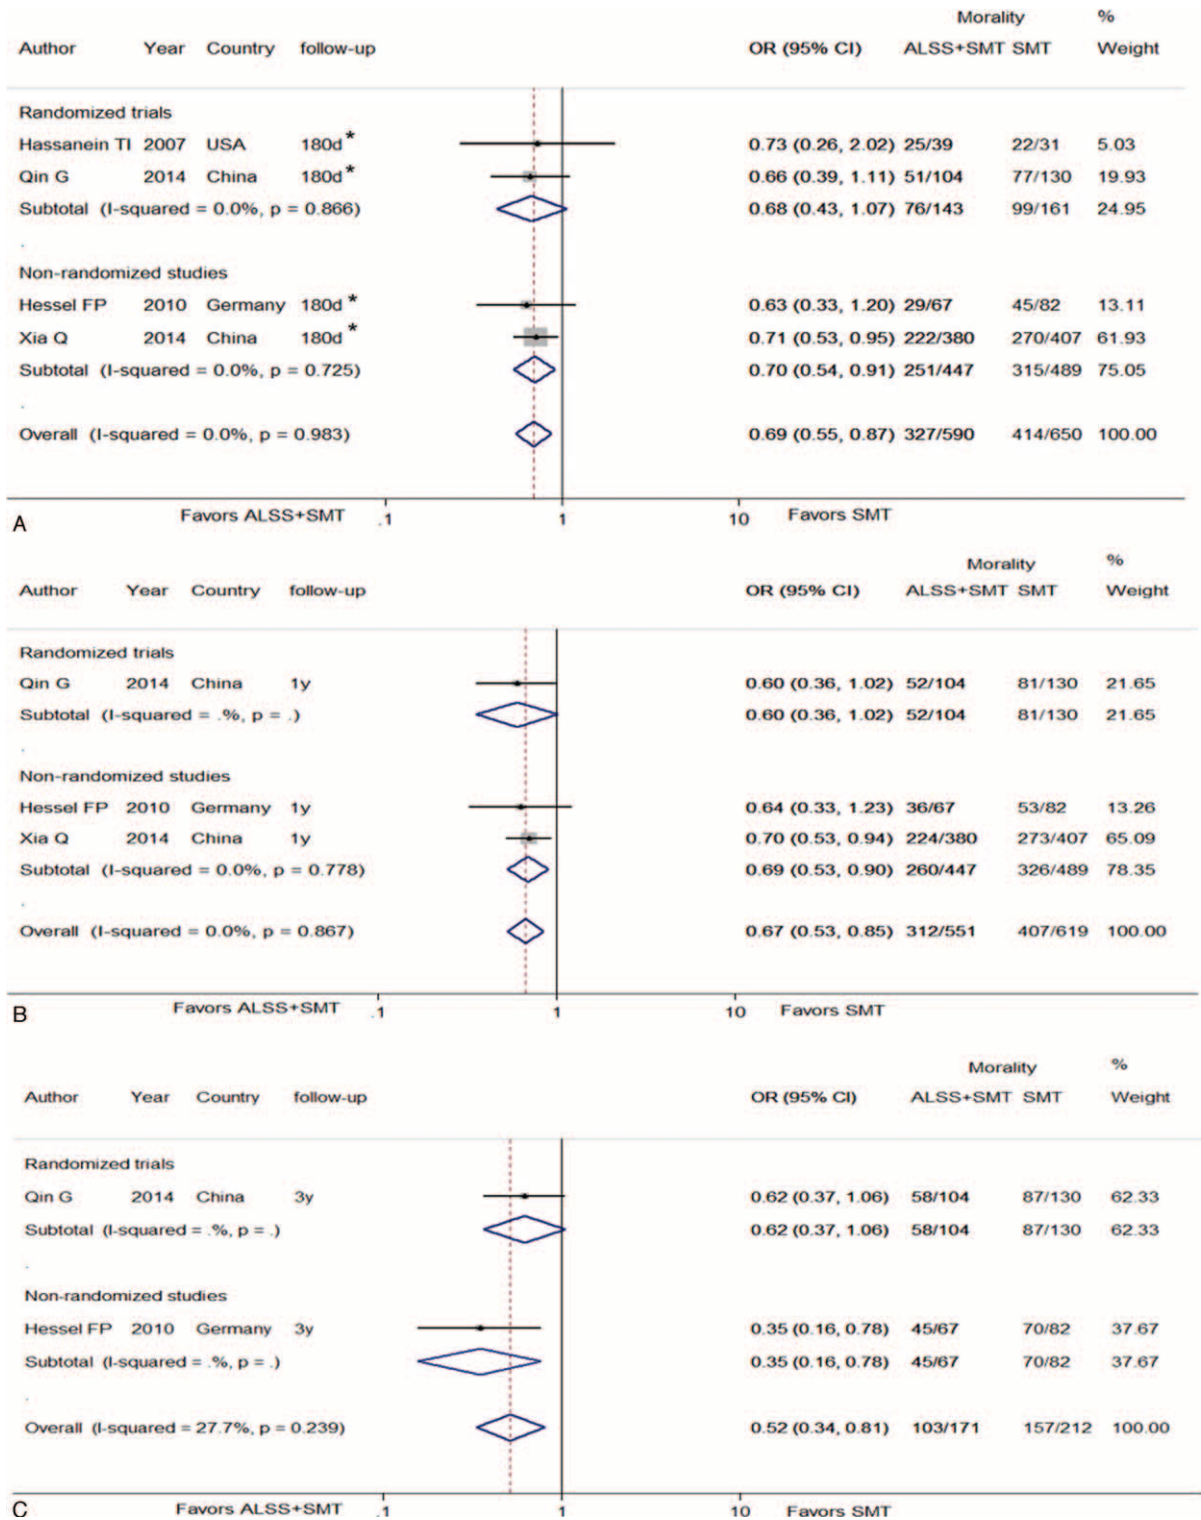 Morality %
Author Year Country follow-up OR (95% CI) ALSS+SMT SMT Weight
Randomized trials
Hassanein TI 2007 USA 180d* 0.73 (0.26, 2.02) 25/39 22/31 5.03
Qin G 2014 China 180d* 0.66 (0.39, 1.11) 51/104 77/130 19.93
Subtotal (I-squared = 0.0%, p = 0.866) 0.68 (0.43, 1.07) 76/143 99/161 24.95
.
Non-randomized studies
Hessel FP 2010 Germany 180d* 0.63 (0.33, 1.20) 29/67 45/82 13.11
Xia Q 2014 China 180d* 0.71 (0.53, 0.95) 222/380 270/407 61.93
Subtotal (I-squared = 0.0%, p = 0.725) 0.70 (0.54, 0.91) 251/447 315/489 75.05
.
Overall (I-squared = 0.0%, p = 0.983) 0.69 (0.55, 0.87) 327/590 414/650 100.00
A Favors ALSS+SMT .1 1 10 Favors SMT
Morality %
Author Year Country follow-up OR (95% CI) ALSS+SMT SMT Weight
Randomized trials
Qin G 2014 China 1y 0.60 (0.36, 1.02) 52/104 81/130 21.65
Subtotal (I-squared = .%, p = .) 0.60 (0.36, 1.02) 52/104 81/130 21.65
.
Non-randomized studies
Hessel FP 2010 Germany 1y 0.64 (0.33, 1.23) 36/67 53/82 13.26
Xia Q 2014 China 1y 0.70 (0.53, 0.94) 224/380 273/407 65.09
Subtotal (I-squared = 0.0%, p = 0.778) 0.69 (0.53, 0.90) 260/447 326/489 78.35
.
Overall (I-squared = 0.0%, p = 0.867) 0.67 (0.53, 0.85) 312/551 407/619 100.00
B Favors ALSS+SMT .1 1 10 Favors SMT
Morality %
Author Year Country follow-up OR (95% CI) ALSS+SMT SMT Weight
Randomized trials
Qin G 2014 China 3y 0.62 (0.37, 1.06) 58/104 87/130 62.33
Subtotal (I-squared = .%, p = .) 0.62 (0.37, 1.06) 58/104 87/130 62.33
.
Non-randomized studies
Hessel FP 2010 Germany 3y 0.35 (0.16, 0.78) 45/67 70/82 37.67
Subtotal (I-squared = .%, p = .) 0.35 (0.16, 0.78) 45/67 70/82 37.67
.
Overall (I-squared = 27.7%, p = 0.239) 0.52 (0.34, 0.81) 103/171 157/212 100.00
C Favors ALSS+SMT .1 1 10 Favors SMT